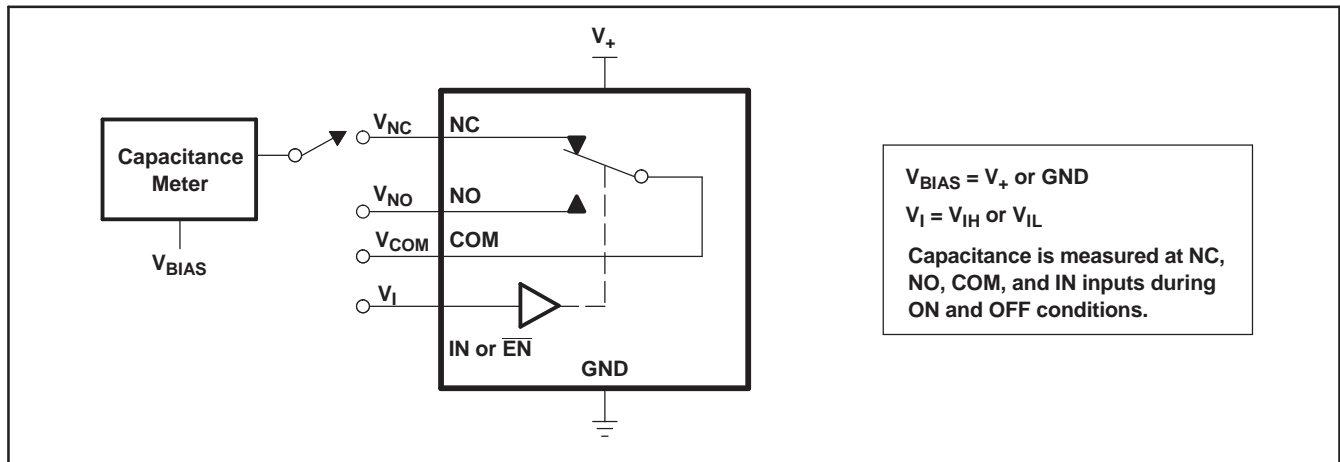 V+
Capacitance
Meter
VBIAS
VNC NC
VNO NO
VCOM COM
VI
IN or E̅N̅
GND
VBIAS = V+ or GND
VI = VIH or VIL
Capacitance is measured at NC,
NO, COM, and IN inputs during
ON and OFF conditions.